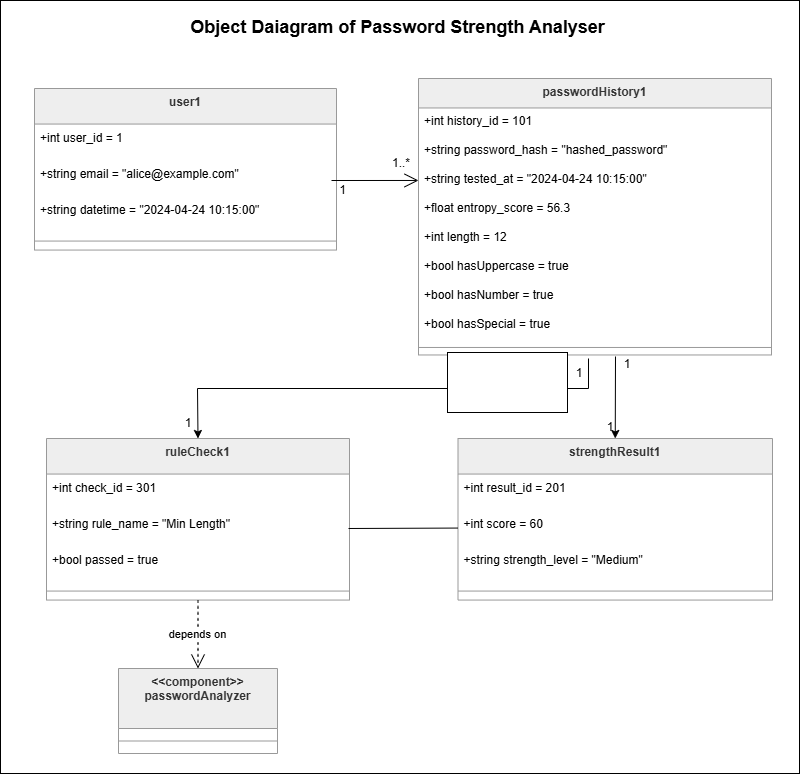 Object Daiagram of Password Strength Analyser
user1
+int user_id = 1
+string email = "alice@example.com"
+string datetime = "2024-04-24 10:15:00"
1
1..*
passwordHistory1
+int history_id = 101
+string password_hash = "hashed_password"
+string tested_at = "2024-04-24 10:15:00"
+float entropy_score = 56.3
+int length = 12
+bool hasUppercase = true
+bool hasNumber = true
+bool hasSpecial = true
1
1
1
1
ruleCheck1
+int check_id = 301
+string rule_name = "Min Length"
+bool passed = true
strengthResult1
+int result_id = 201
+int score = 60
+string strength_level = "Medium"
depends on
<<component>>
passwordAnalyzer